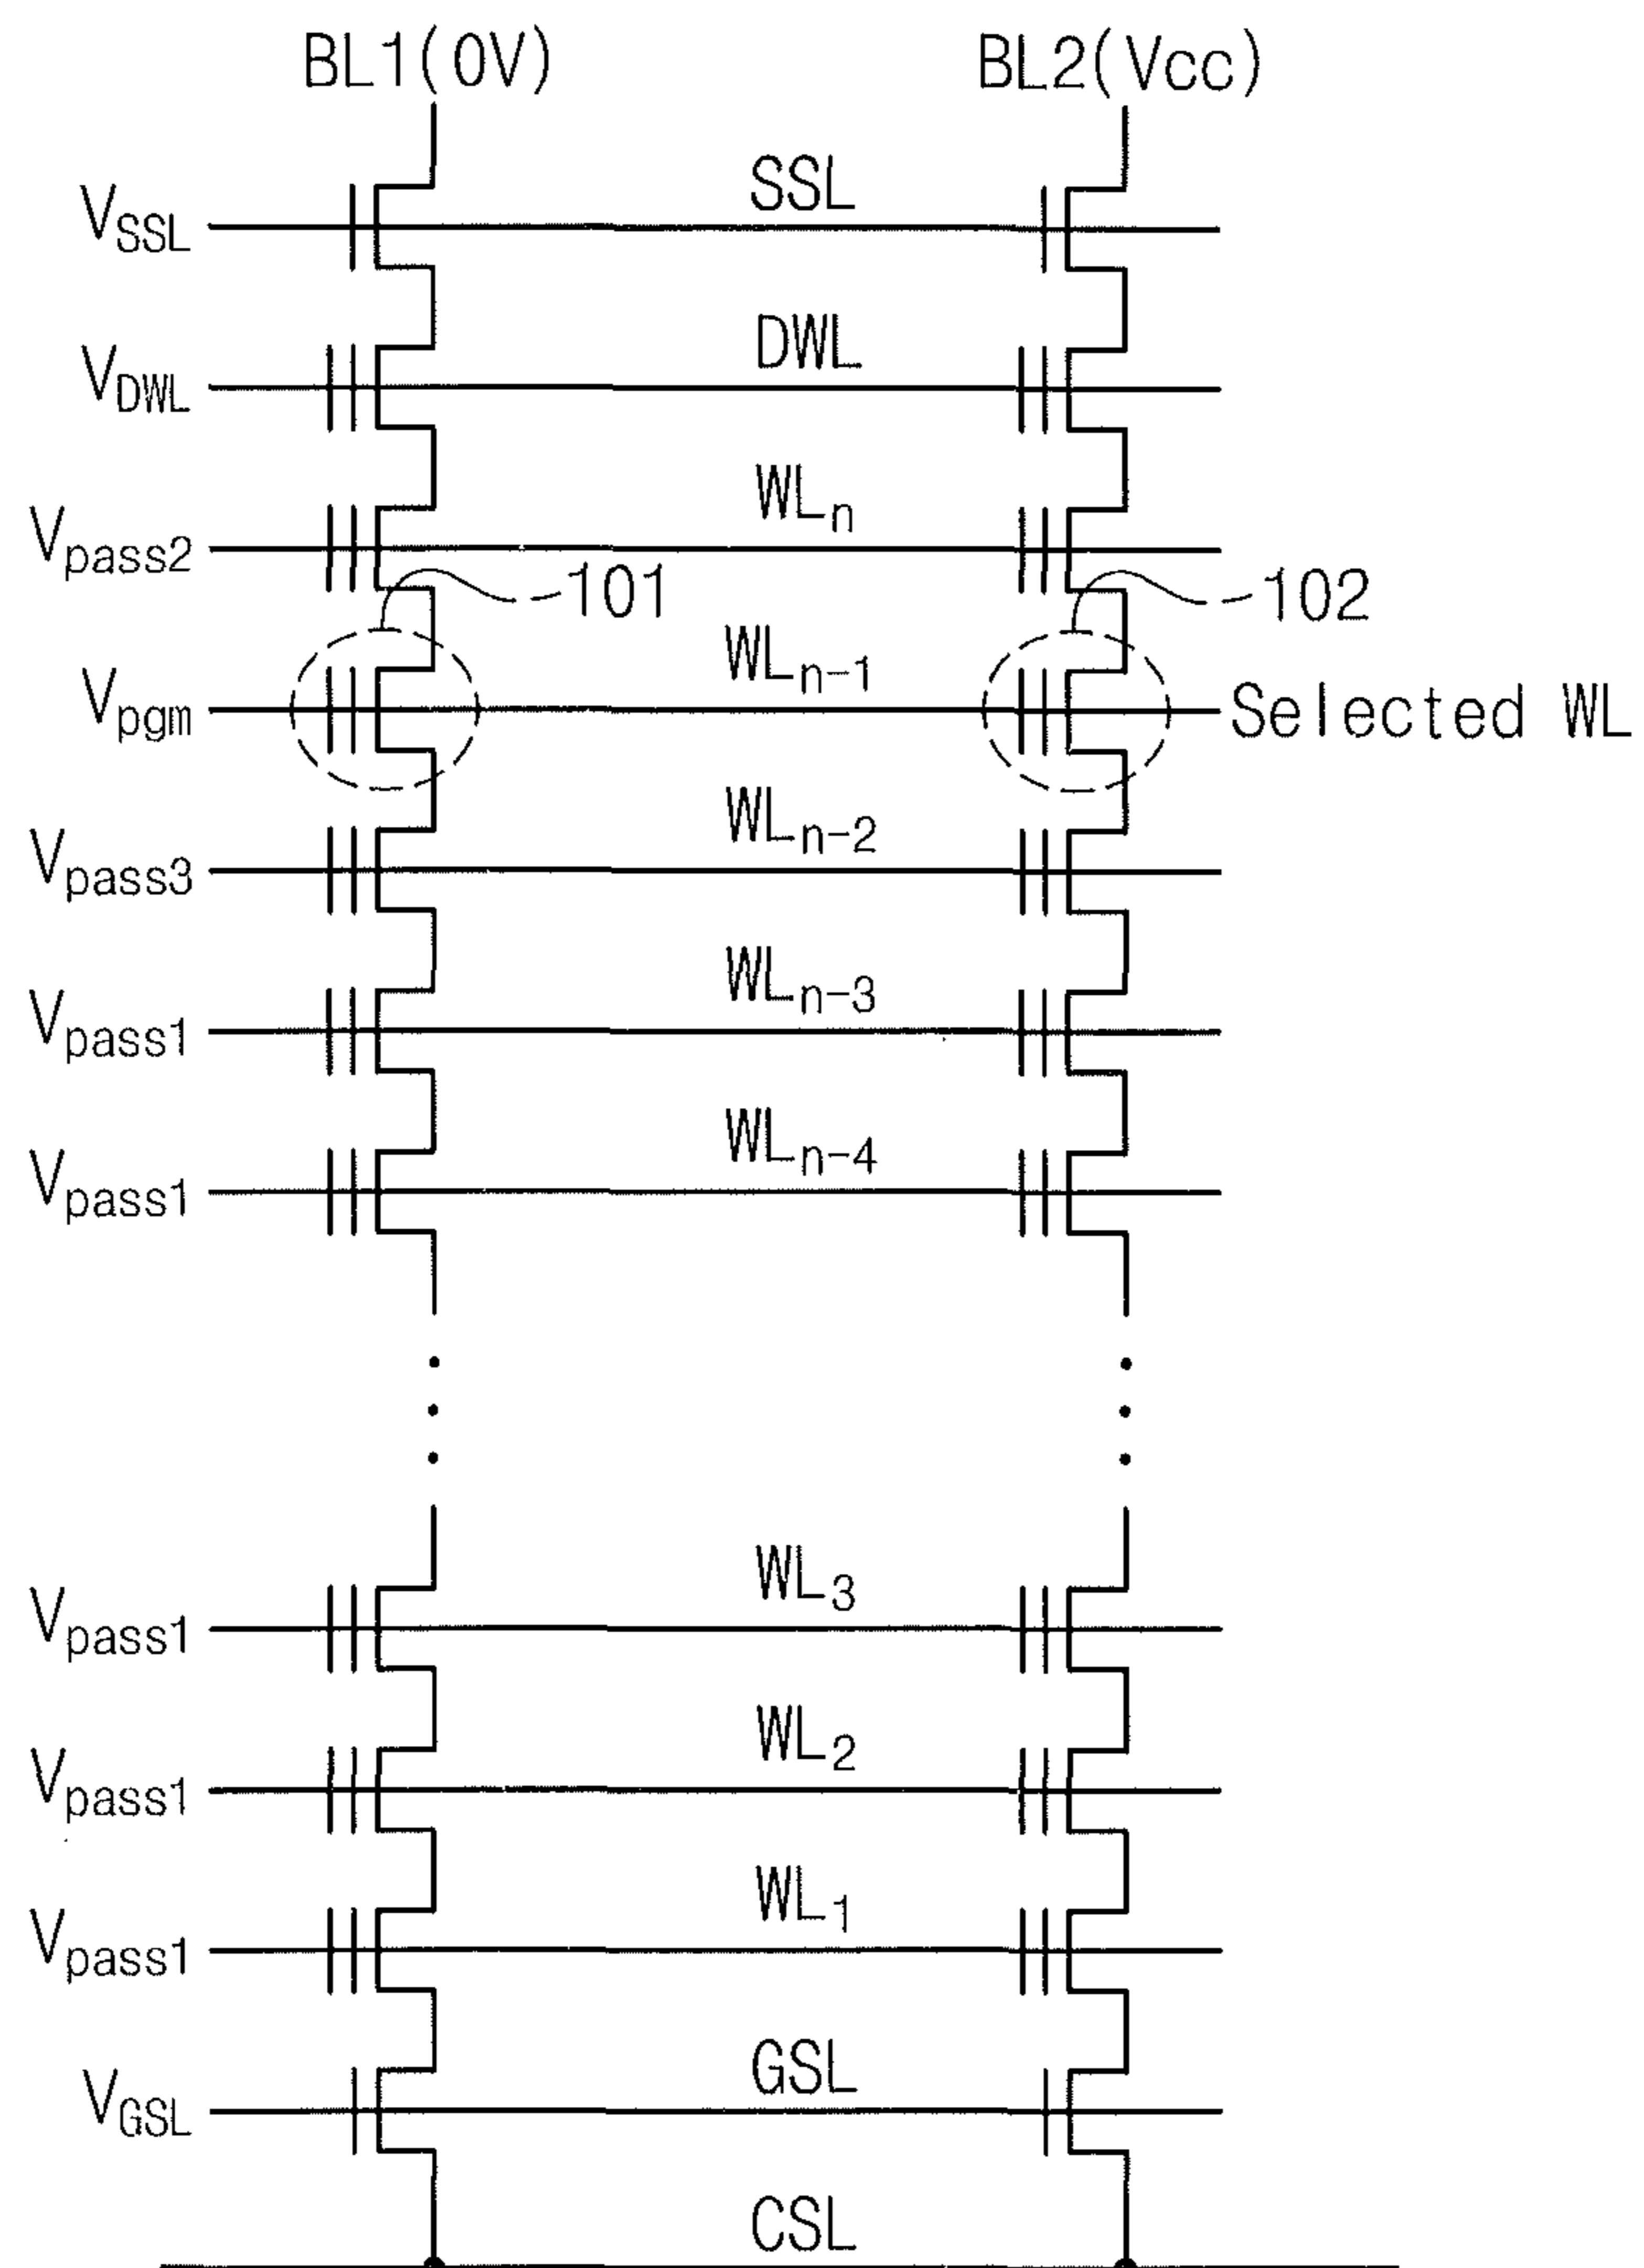 BL1(0V) BL2(Vcc)
VSSL SSL
VDWL DWL
Vpass2 WLn
101 102
Vpgm WLn-1 Selected WL
Vpass3 WLn-2
Vpass1 WLn-3
Vpass1 WLn-4
Vpass1 WL3
Vpass1 WL2
Vpass1 WL1
VGSL GSL
CSL